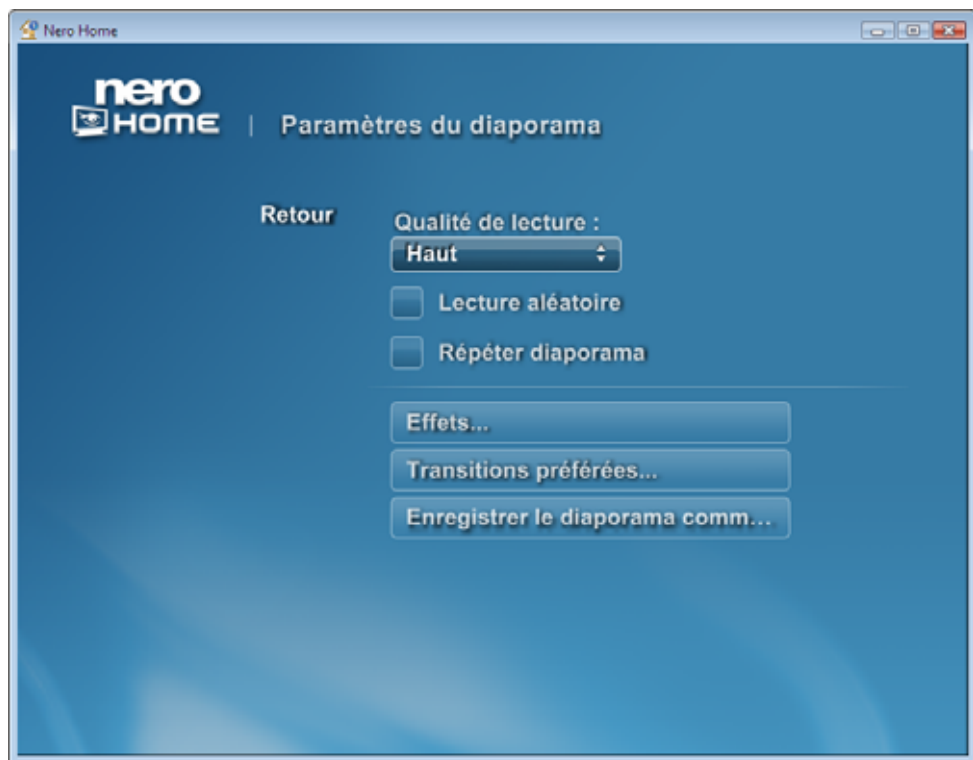 Nero Home
nero
HOME | Paramètres du diaporama
Retour
Qualité de lecture :
Haut
Lecture aléatoire
Répéter diaporama
Effets...
Transitions préférées...
Enregistrer le diaporama comm...